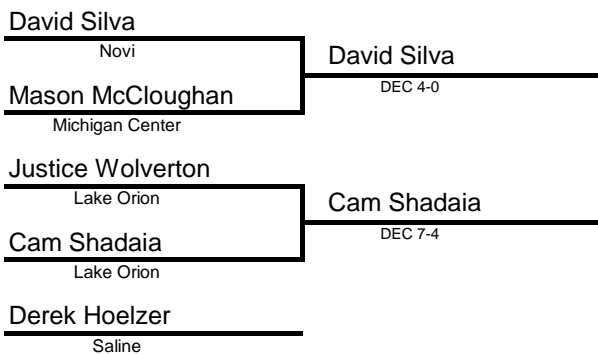 David Silva
Novi
David Silva
DEC 4-0
Mason McCloughan
Michigan Center
Justice Wolverton
Lake Orion
Cam Shadaia
DEC 7-4
Cam Shadaia
Lake Orion
Derek Hoelzer
Saline